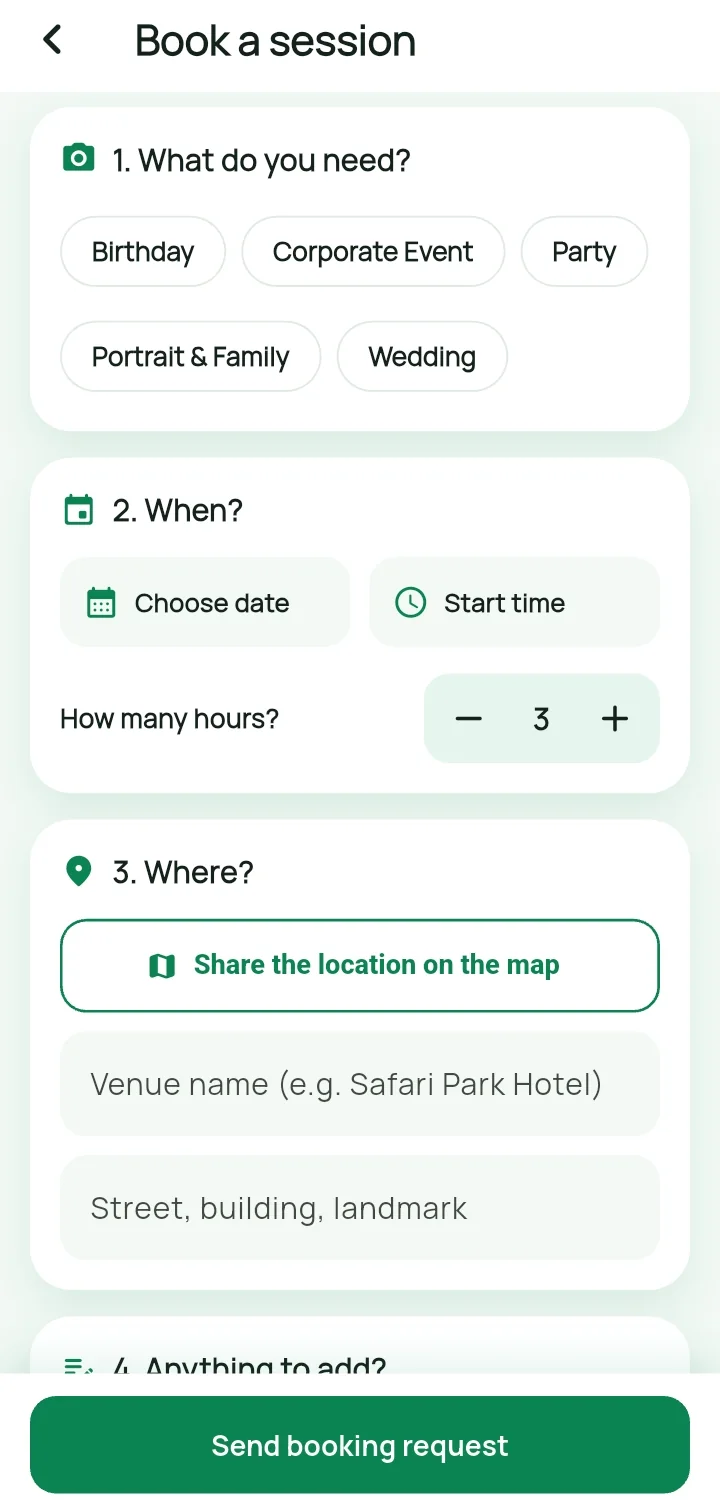 Book a session
1. What do you need?
Birthday
Corporate Event
Party
Portrait & Family
Wedding
2. When?
Choose date
Start time
How many hours?
3
3. Where?
Share the location on the map
Venue name (e.g. Safari Park Hotel)
Street, building, landmark
4. Anything to add?
Send booking request